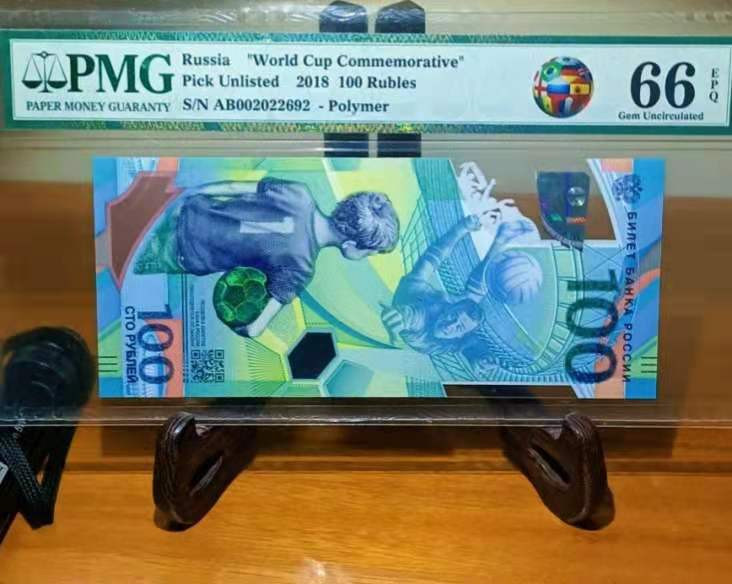 PMG
PAPER MONEY GUARANTY
Russia "World Cup Commemorative"
Pick Unlisted 2018 100 Rubles
S/N AB002022692 - Polymer
66
EPQ
Gem Uncirculated
1
100
СТО РУБЛЕЙ
БИЛЕТ БАНКА РОССИИ
100